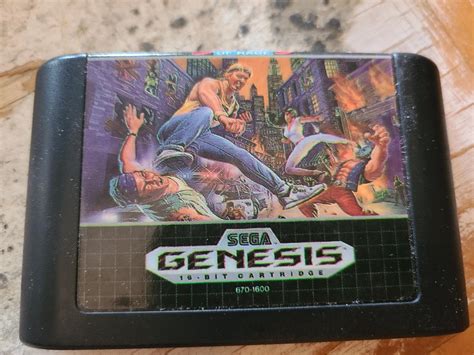 SEGA
GENESIS
16-BIT CARTRIDGE
670-1600